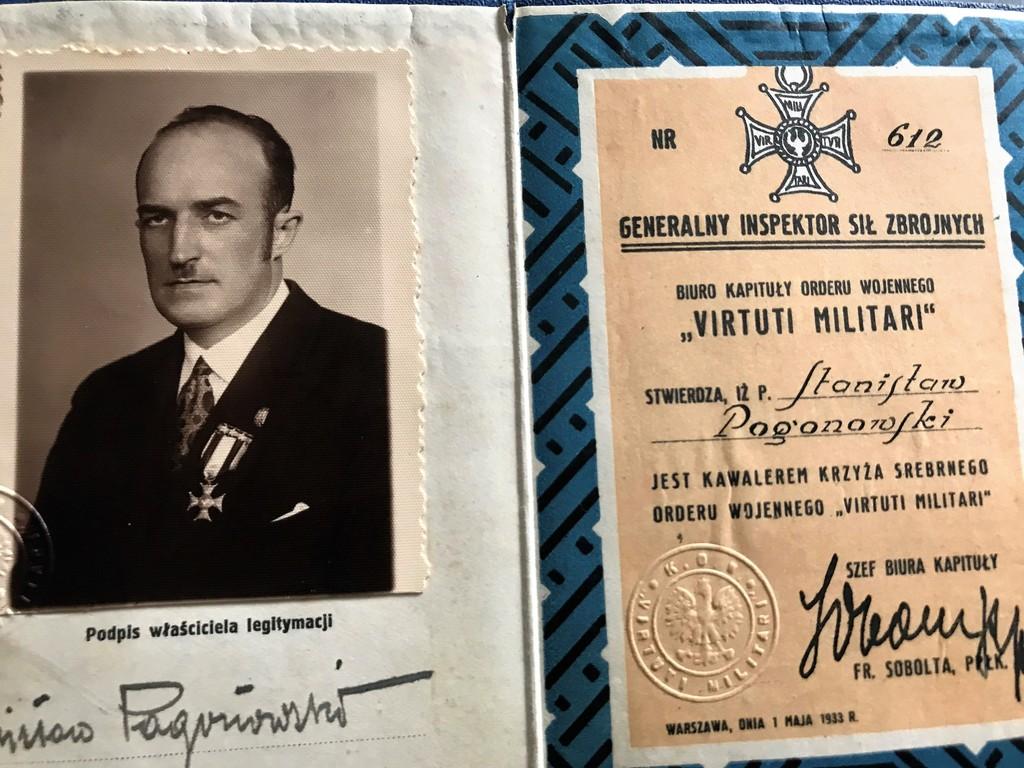 Podpis właściciela legitymacji
Pogonowski
NR 612
VIRTUTI MILITARI
GENERALNY INSPEKTOR SIŁ ZBROJNYCH
BIURO KAPITUŁY ORDERU WOJENNEGO
„VIRTUTI MILITARI"
STWIERDZA, IŻ P. Stanisław
Pogonowski
JEST KAWALEREM KRZYŻA SREBRNEGO
ORDERU WOJENNEGO „VIRTUTI MILITARI"
SZEF BIURA KAPITUŁY
FR. SOBOLTA, PPŁK.
VIRTUTI MILITARI
WARSZAWA, DNIA 1 MAJA 1933 R.